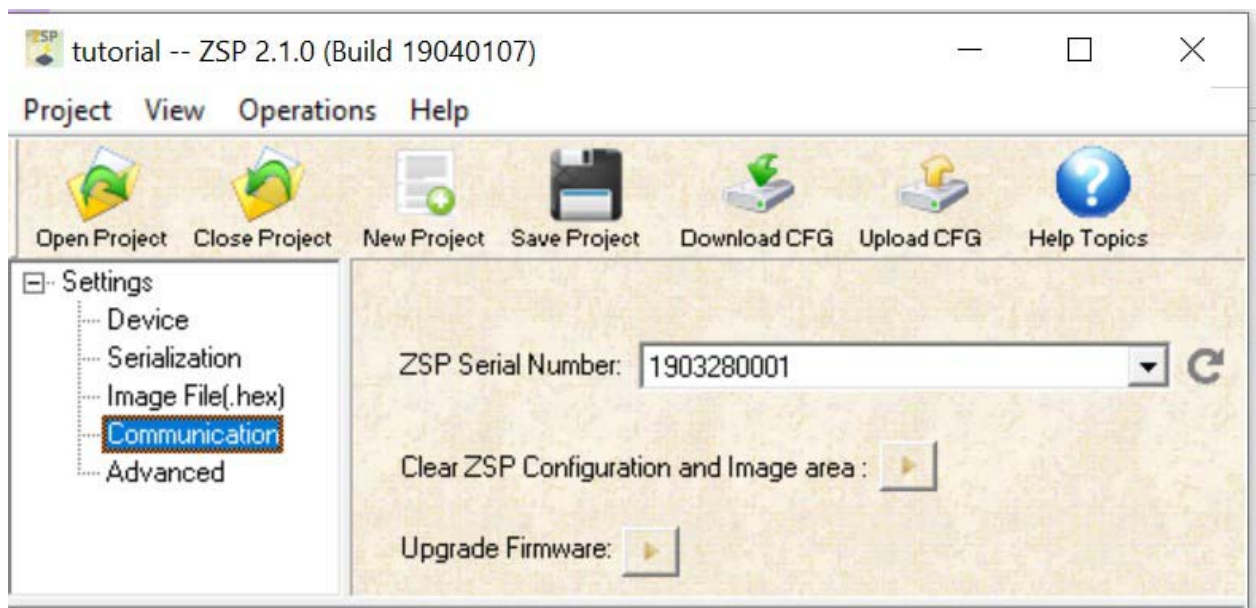 ZSP
tutorial -- ZSP 2.1.0 (Build 19040107)
Project View Operations Help
Open Project Close Project New Project Save Project Download CFG Upload CFG Help Topics
Settings
Device
Serialization
Image File(.hex)
Communication
Advanced
ZSP Serial Number: 1903280001
Clear ZSP Configuration and Image area :
Upgrade Firmware: